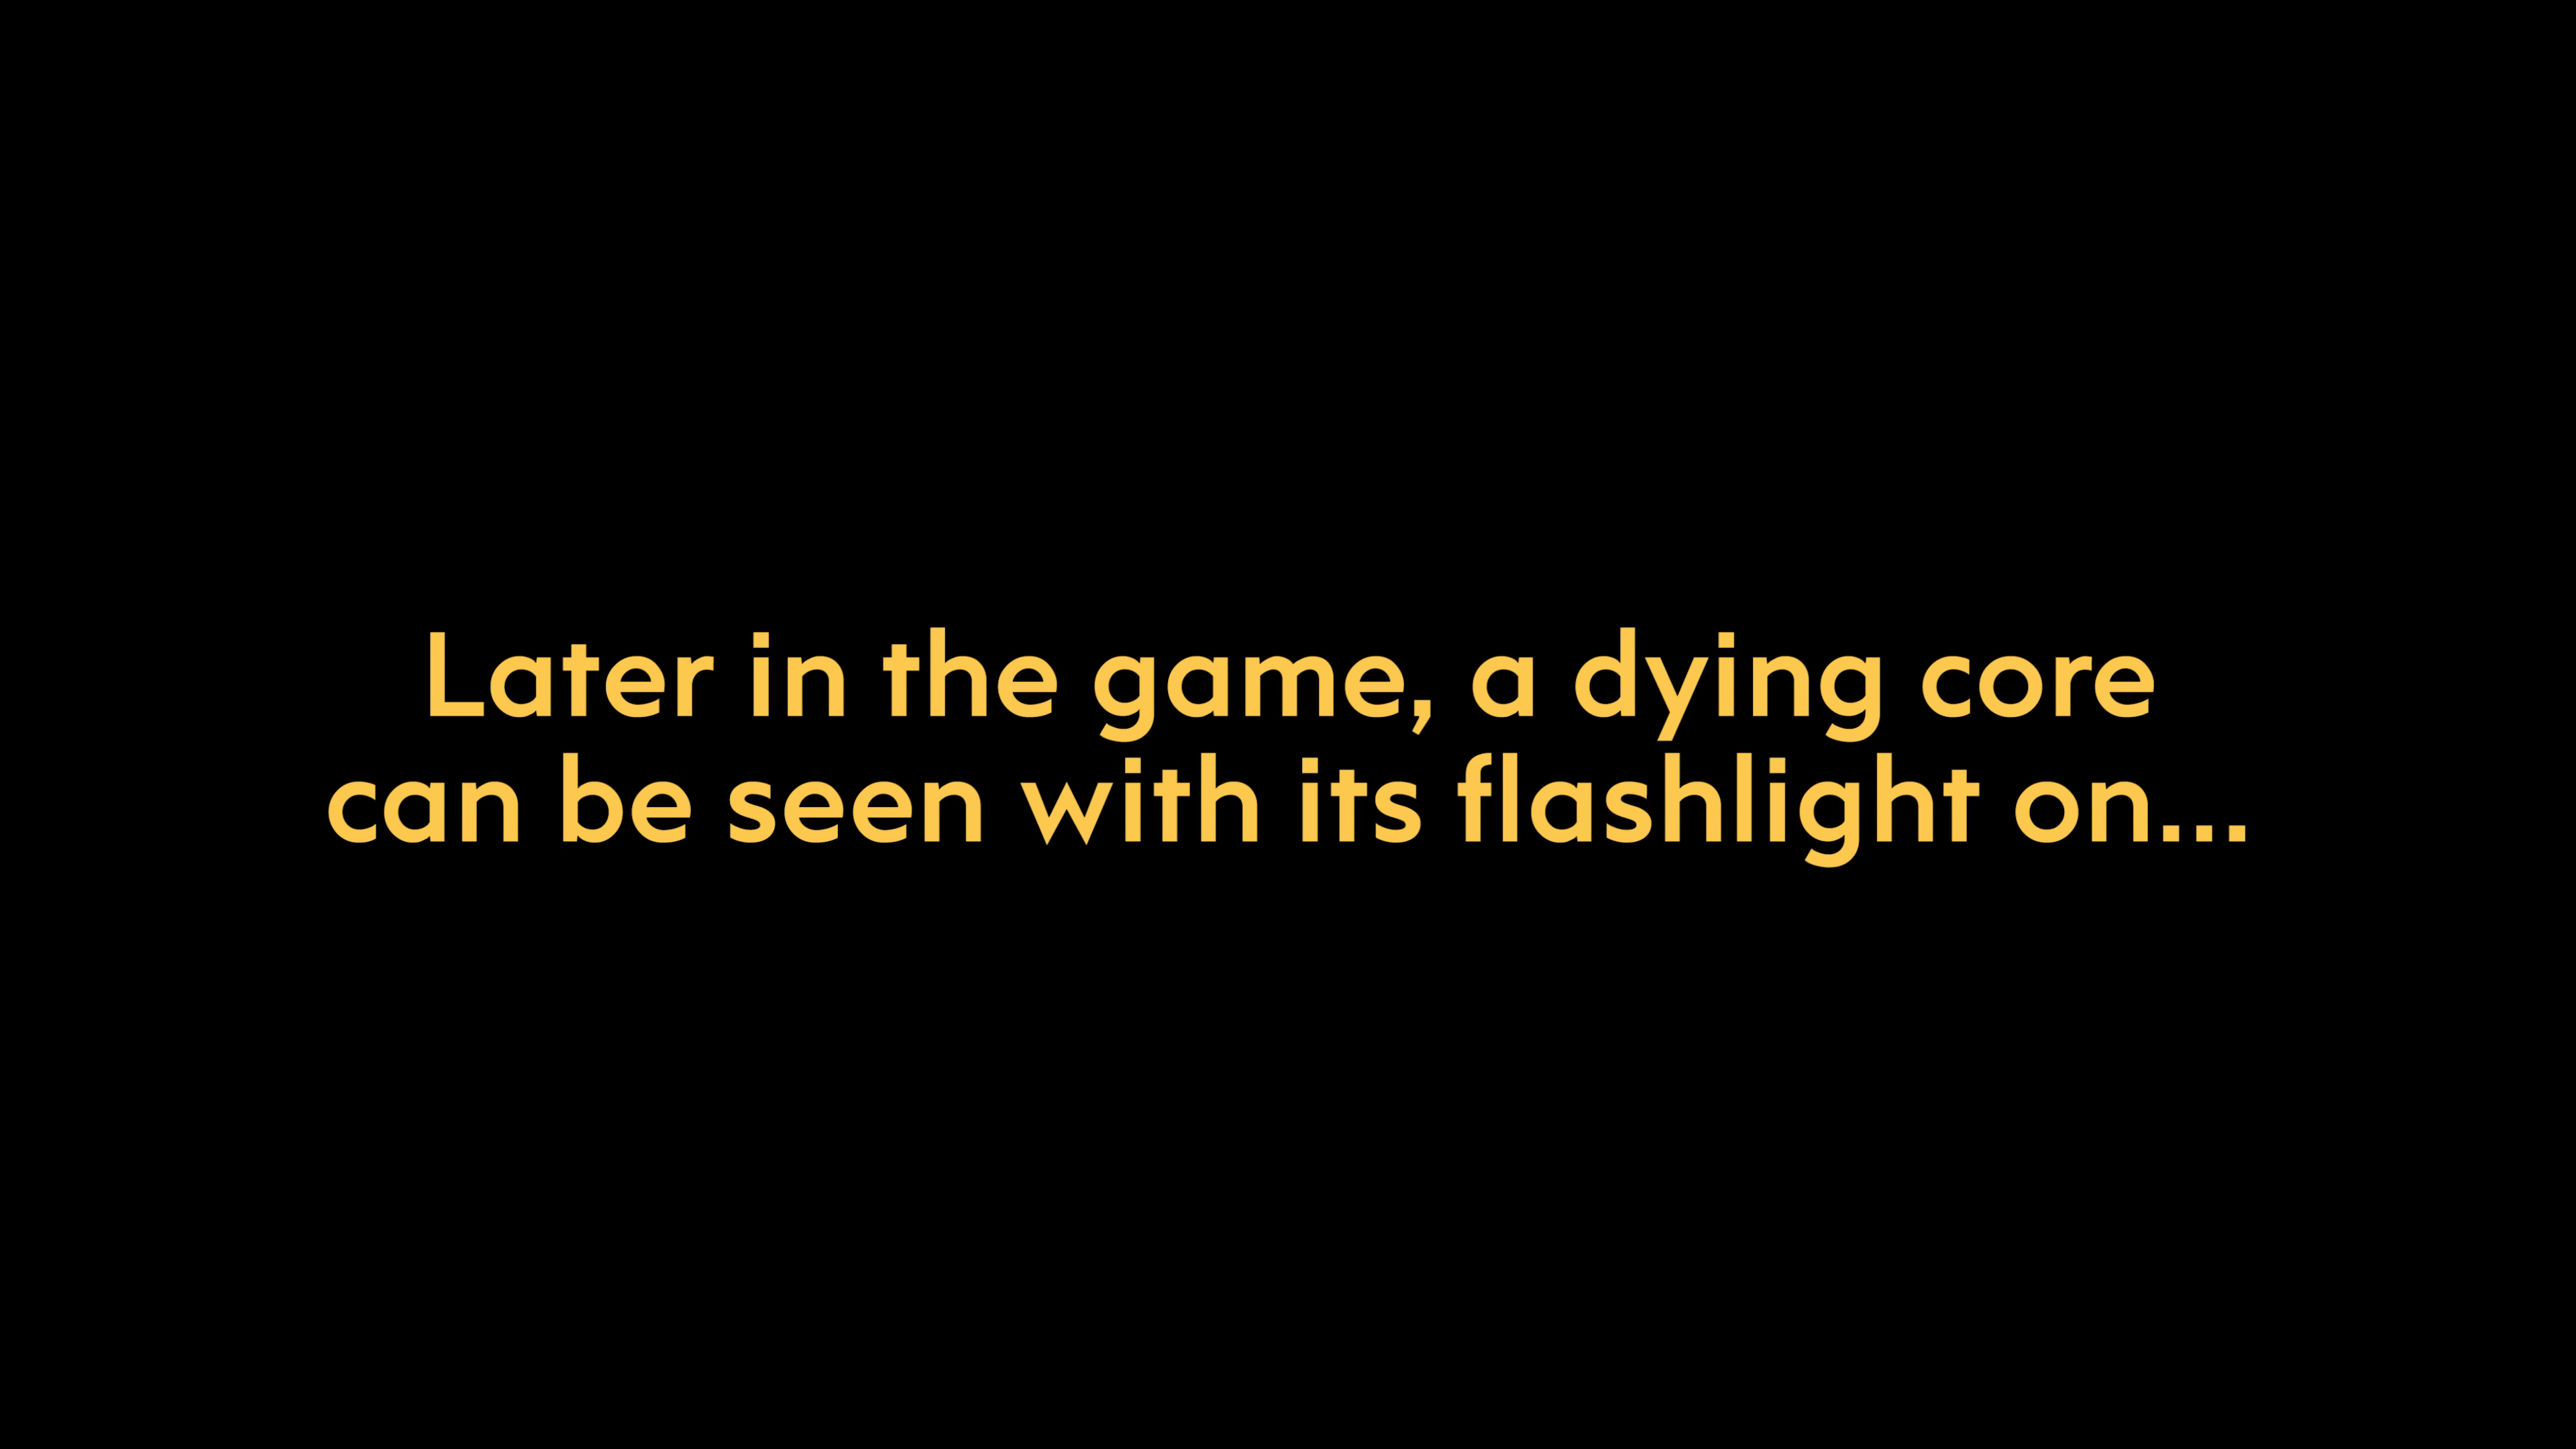 Later in the game, a dying core
can be seen with its flashlight on...